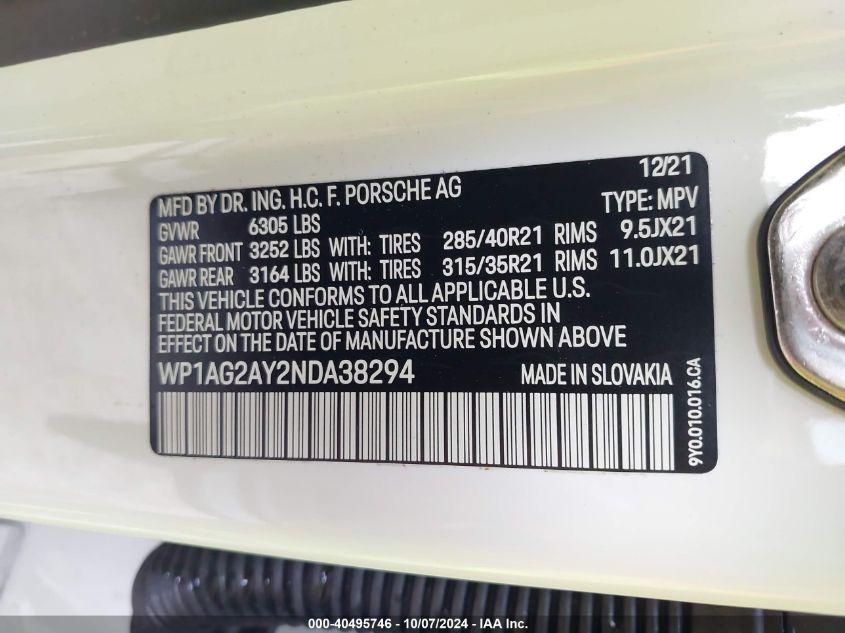 12/21
MFD BY DR. ING. H.C. F. PORSCHE AG
TYPE: MPV
GVWR 6305 LBS
GAWR FRONT 3252 LBS WITH: TIRES 285/40R21 RIMS 9.5JX21
GAWR REAR 3164 LBS WITH: TIRES 315/35R21 RIMS 11.0JX21
THIS VEHICLE CONFORMS TO ALL APPLICABLE U.S.
FEDERAL MOTOR VEHICLE SAFETY STANDARDS IN
EFFECT ON THE DATE OF MANUFACTURE SHOWN ABOVE
WP1AG2AY2NDA38294 MADE IN SLOVAKIA
9Y0.010.016.CA
000-40495746 - 10/07/2024 - IAA Inc.